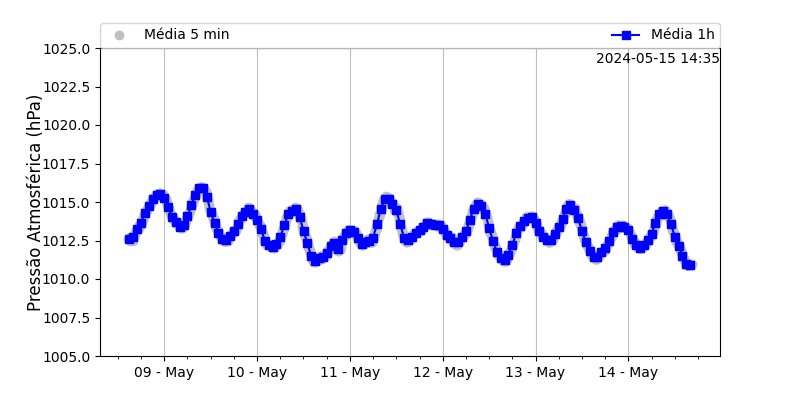 Média 5 min
Média 1h
2024-05-15 14:35
Pressão Atmosférica (hPa)
1025.0
1022.5
1020.0
1017.5
1015.0
1012.5
1010.0
1007.5
1005.0
09 - May
10 - May
11 - May
12 - May
13 - May
14 - May